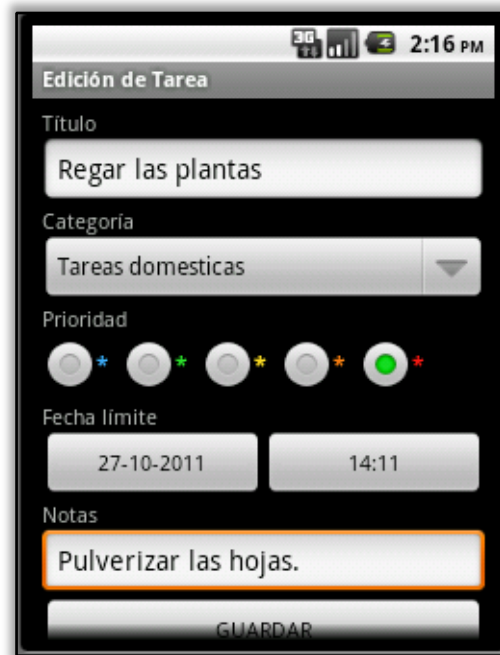 3G 2:16 PM
Edición de Tarea
Título
Regar las plantas
Categoría
Tareas domesticas
Prioridad
* * * * *
Fecha límite
27-10-2011 14:11
Notas
Pulverizar las hojas.
GUARDAR